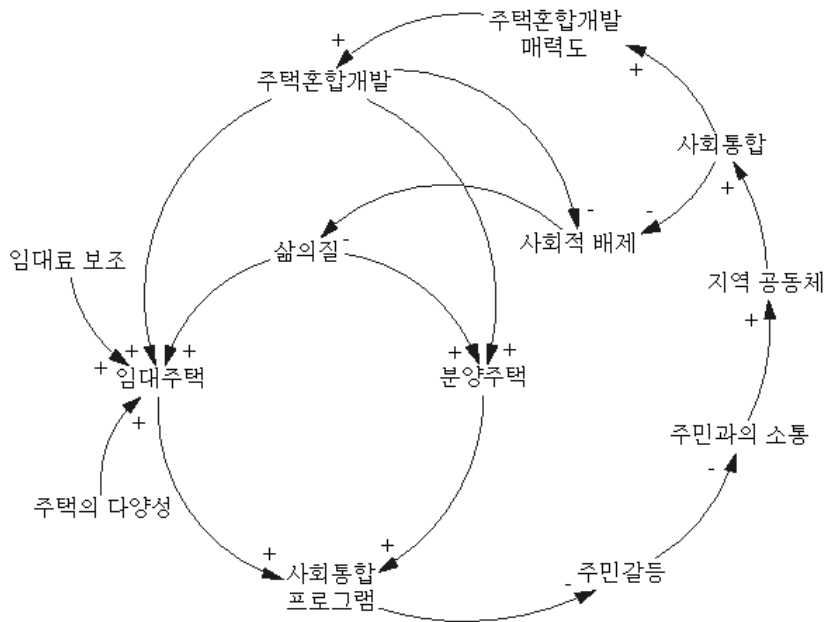 주택혼합개발
매력도
+
주택혼합개발
+
사회통합
+
-
-
사회적 배제
삶의질
-
임대료 보조
지역 공동체
+
+
+
+
임대주택
+
+
분양주택
+
주민과의 소통
-
주택의 다양성
+
+
사회통합
프로그램
-
주민갈등